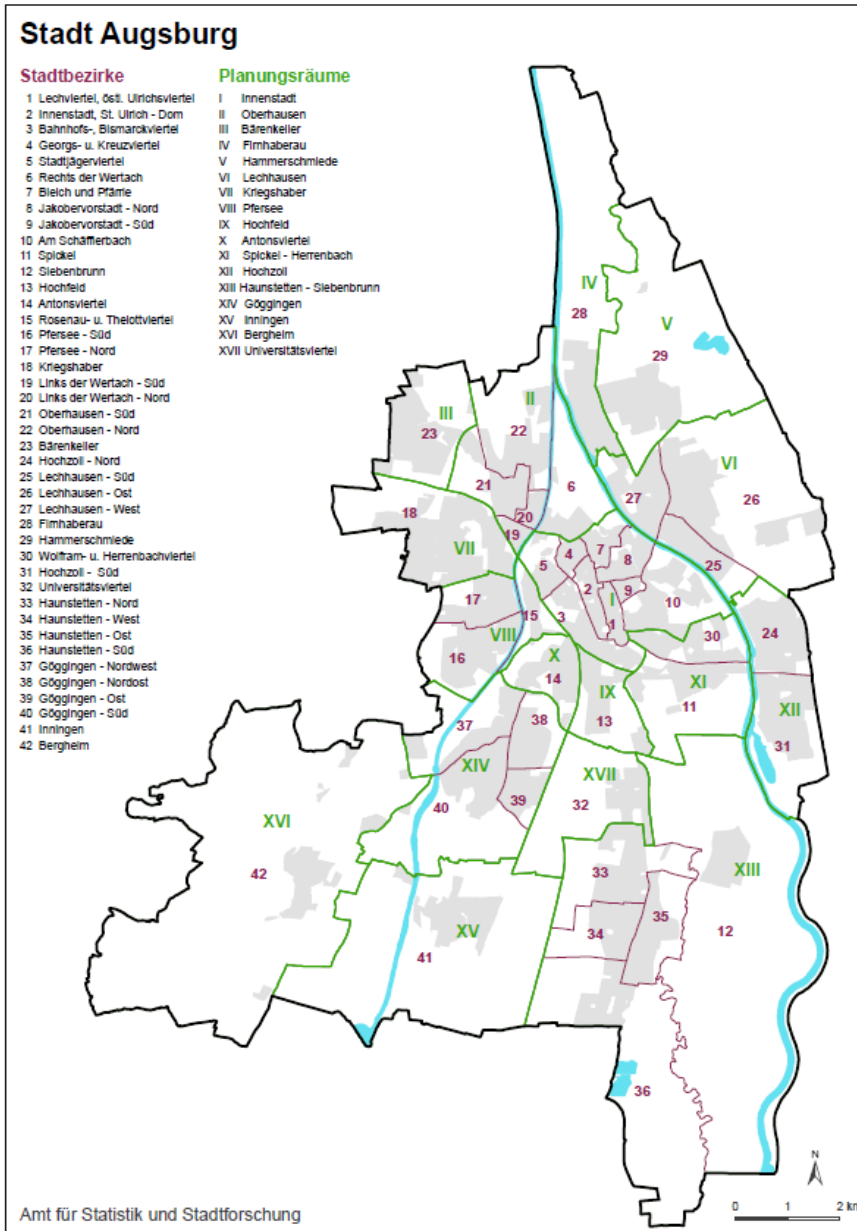 Stadt Augsburg
Stadtbezirke
1 Lechviertel, östl. Ulrichsviertel
2 Innenstadt, St. Ulrich - Dom
3 Bahnhofs-, Bismarckviertel
4 Georgs- u. Kreuzviertel
5 Stadtjägerviertel
6 Rechts der Wertach
7 Bleich und Pfärrle
8 Jakobervorstadt - Nord
9 Jakobervorstadt - Süd
10 Am Schäfflerbach
11 Spickel
12 Siebenbrunn
13 Hochfeld
14 Antonsviertel
15 Rosenau- u. Thelottviertel
16 Pfersee - Süd
17 Pfersee - Nord
18 Kriegshaber
19 Links der Wertach - Süd
20 Links der Wertach - Nord
21 Oberhausen - Süd
22 Oberhausen - Nord
23 Bärenkeller
24 Hochzoll - Nord
25 Lechhausen - Süd
26 Lechhausen - Ost
27 Lechhausen - West
28 Firnhaberau
29 Hammerschmiede
30 Wolfram- u. Herrenbachviertel
31 Hochzoll - Süd
32 Universitätsviertel
33 Haunstetten - Nord
34 Haunstetten - West
35 Haunstetten - Ost
36 Haunstetten - Süd
37 Göggingen - Nordwest
38 Göggingen - Nordost
39 Göggingen - Ost
40 Göggingen - Süd
41 Inningen
42 Bergheim
Planungsräume
I Innenstadt
II Oberhausen
III Bärenkeller
IV Firnhaberau
V Hammerschmiede
VI Lechhausen
VII Kriegshaber
VIII Pfersee
IX Hochfeld
X Antonsviertel
XI Spickel - Herrenbach
XII Hochzoll
XIII Haunstetten - Siebenbrunn
XIV Göggingen
XV Inningen
XVI Bergheim
XVII Universitätsviertel
IV
28
V
29
II
22
III
23
VI
26
21
6
27
18
20
19
VII
4
7
8
5
2
25
17
I
9
10
15
3
1
30
24
VIII
16
X
14
IX
13
XI
11
XII
31
37
38
XIV
XVII
32
39
40
XVI
42
33
XIII
35
34
12
XV
41
36
N
0 1 2 km
Amt für Statistik und Stadtforschung